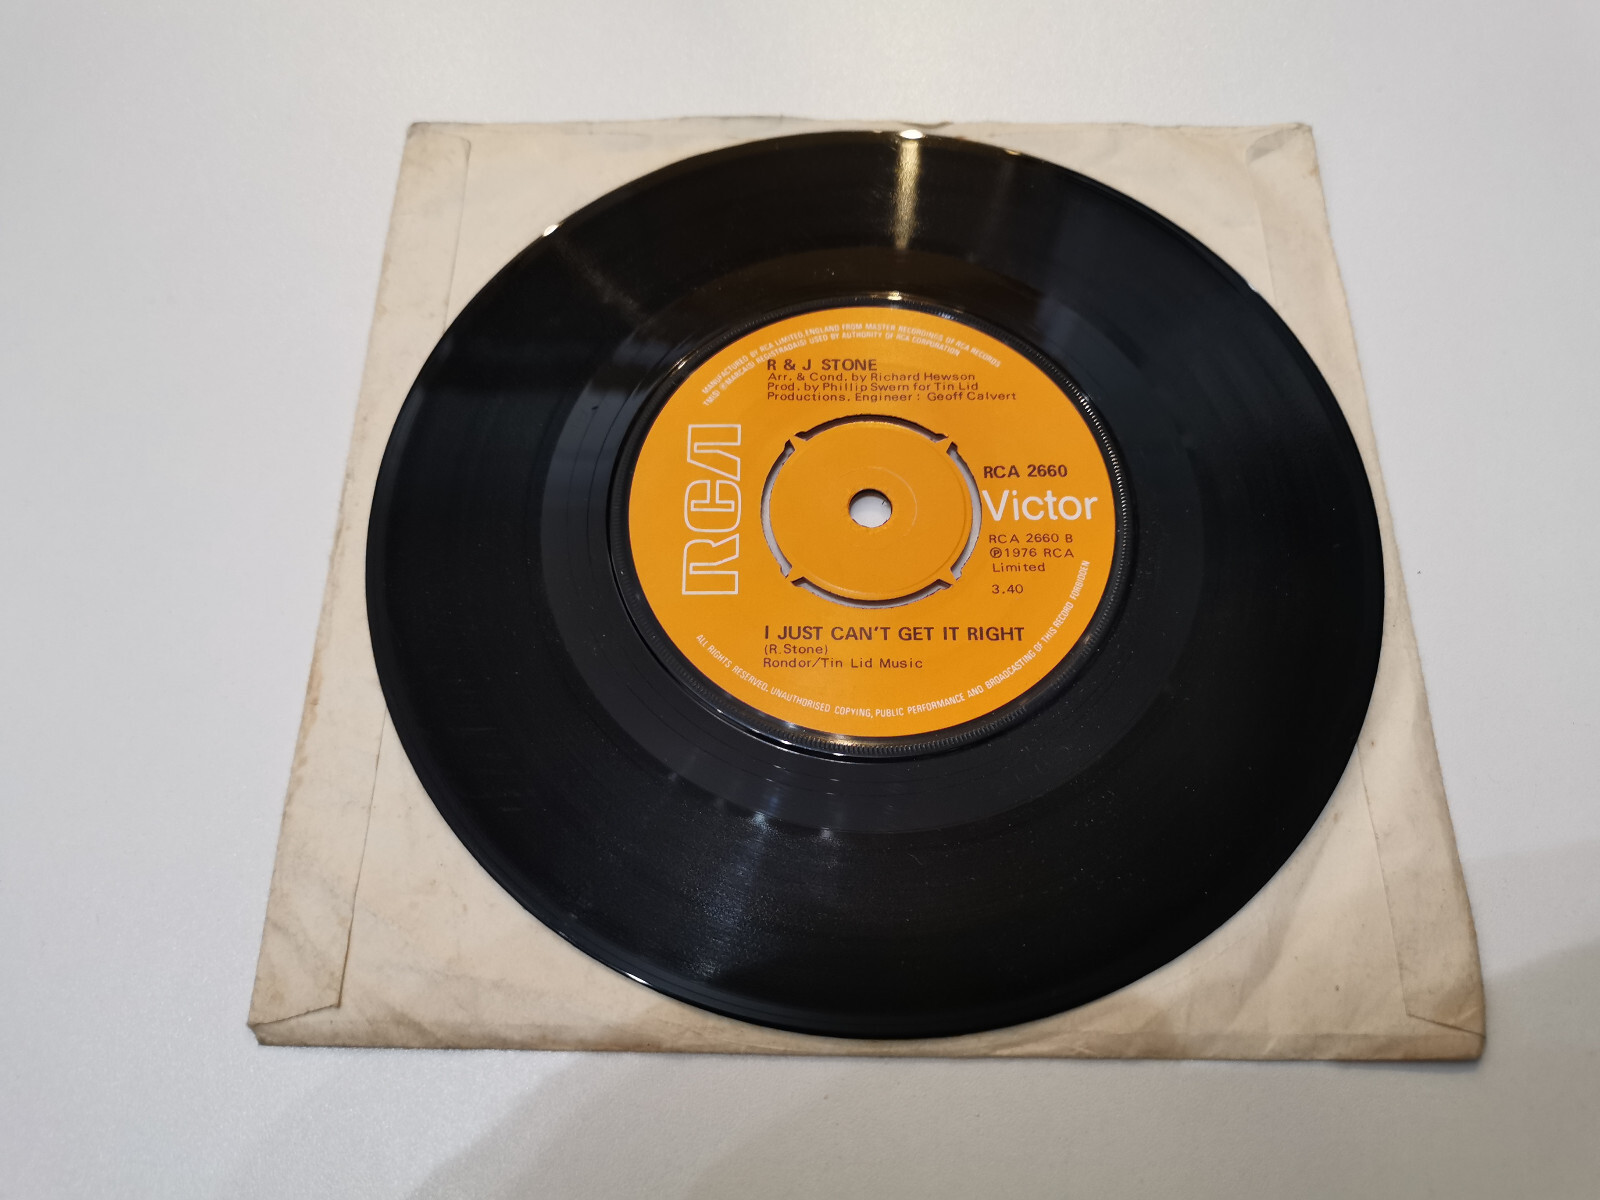 MANUFACTURED BY RCA LIMITED, ENGLAND FROM MASTER RECORDINGS OF RCA RECORDS
TM(S) ® MARCA(S) REGISTRADA(S) USED BY AUTHORITY OF RCA CORPORATION
R & J STONE
Arr. & Cond. by Richard Hewson
Prod. by Phillip Swern for Tin Lid
Productions. Engineer: Geoff Calvert
RCA
RCA 2660
Victor
RCA 2660 B
℗1976 RCA
Limited
3.40
I JUST CAN'T GET IT RIGHT
(R. Stone)
Rondor/Tin Lid Music
ALL RIGHTS RESERVED. UNAUTHORISED COPYING, PUBLIC PERFORMANCE AND BROADCASTING OF THIS RECORD FORBIDDEN